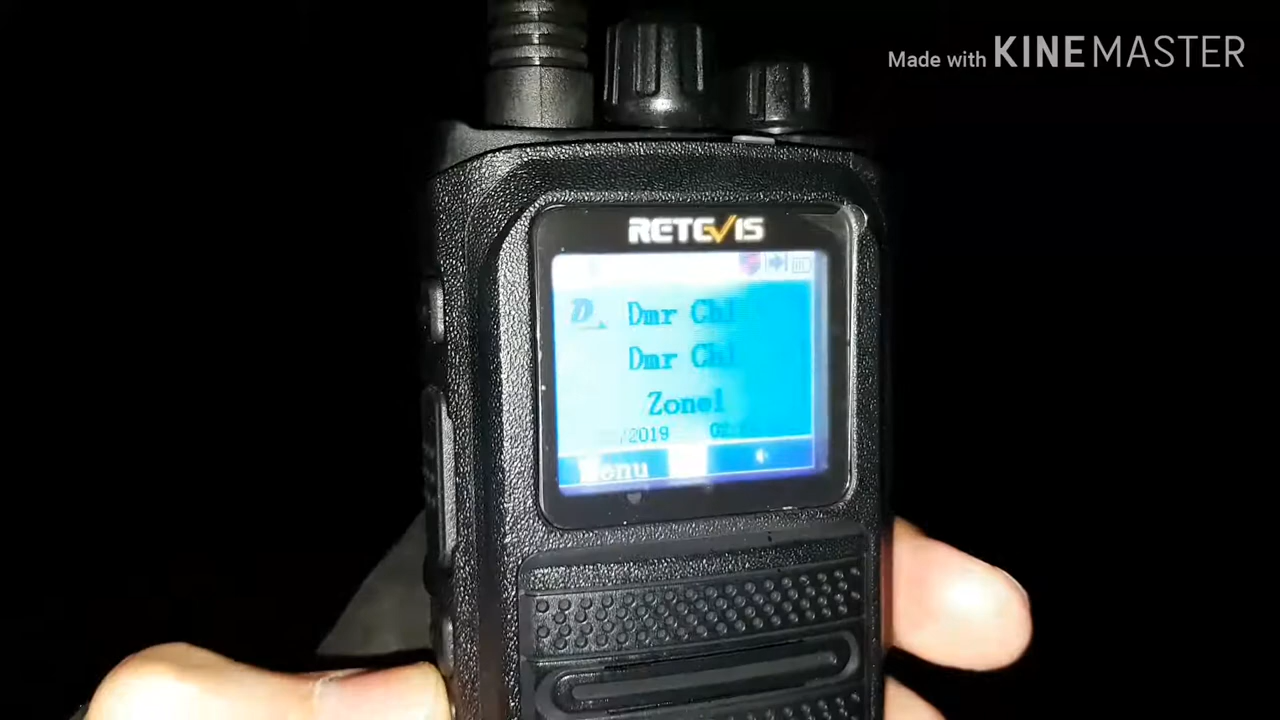 Made with KINEMASTER
RETEVIS
D Dmr Ch1
Dmr Ch1
Zone1
/2019
Menu